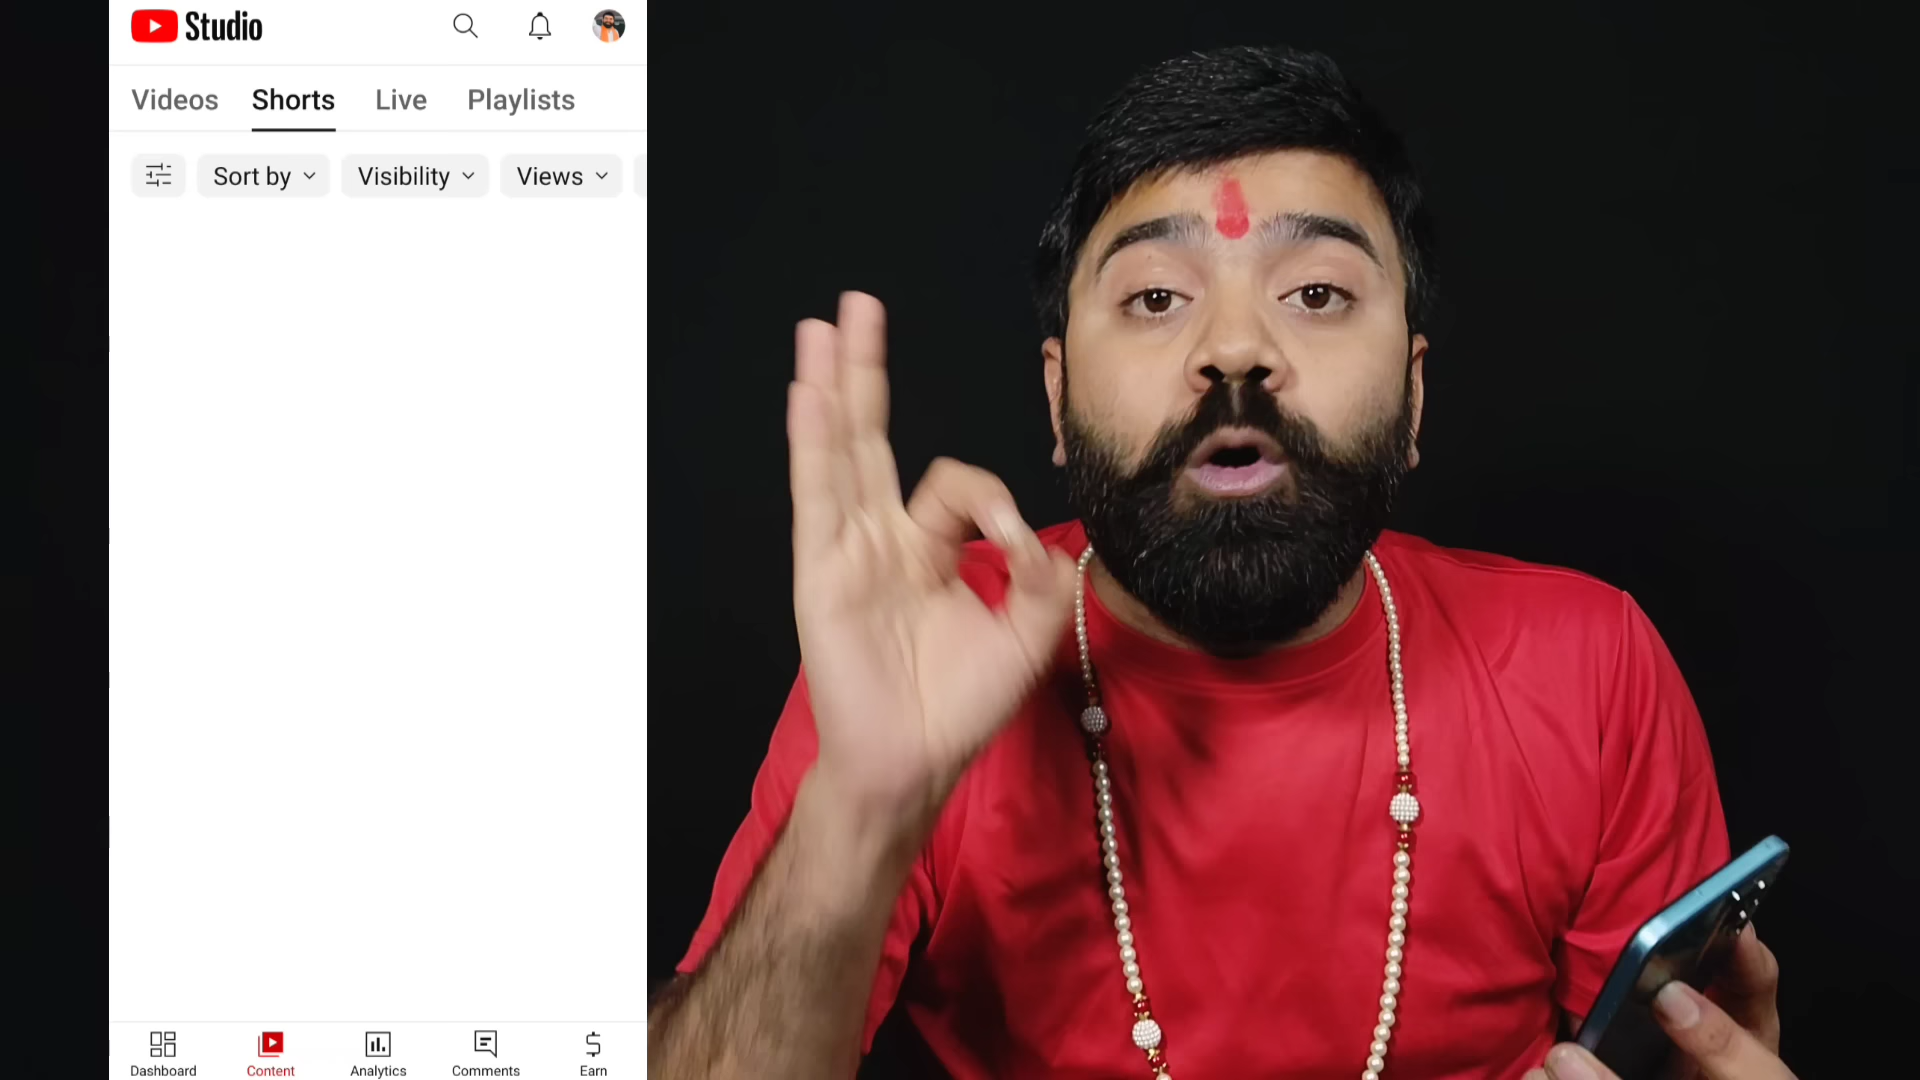 Studio
Videos Shorts Live Playlists
Sort by Visibility Views
Dashboard Content Analytics Comments Earn